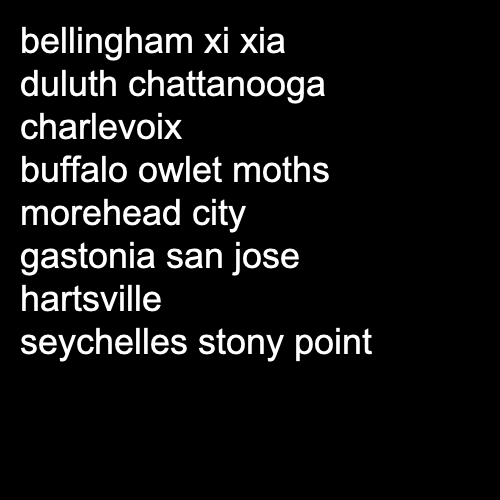 bellingham xi xia
duluth chattanooga
charlevoix
buffalo owlet moths
morehead city
gastonia san jose
hartsville
seychelles stony point